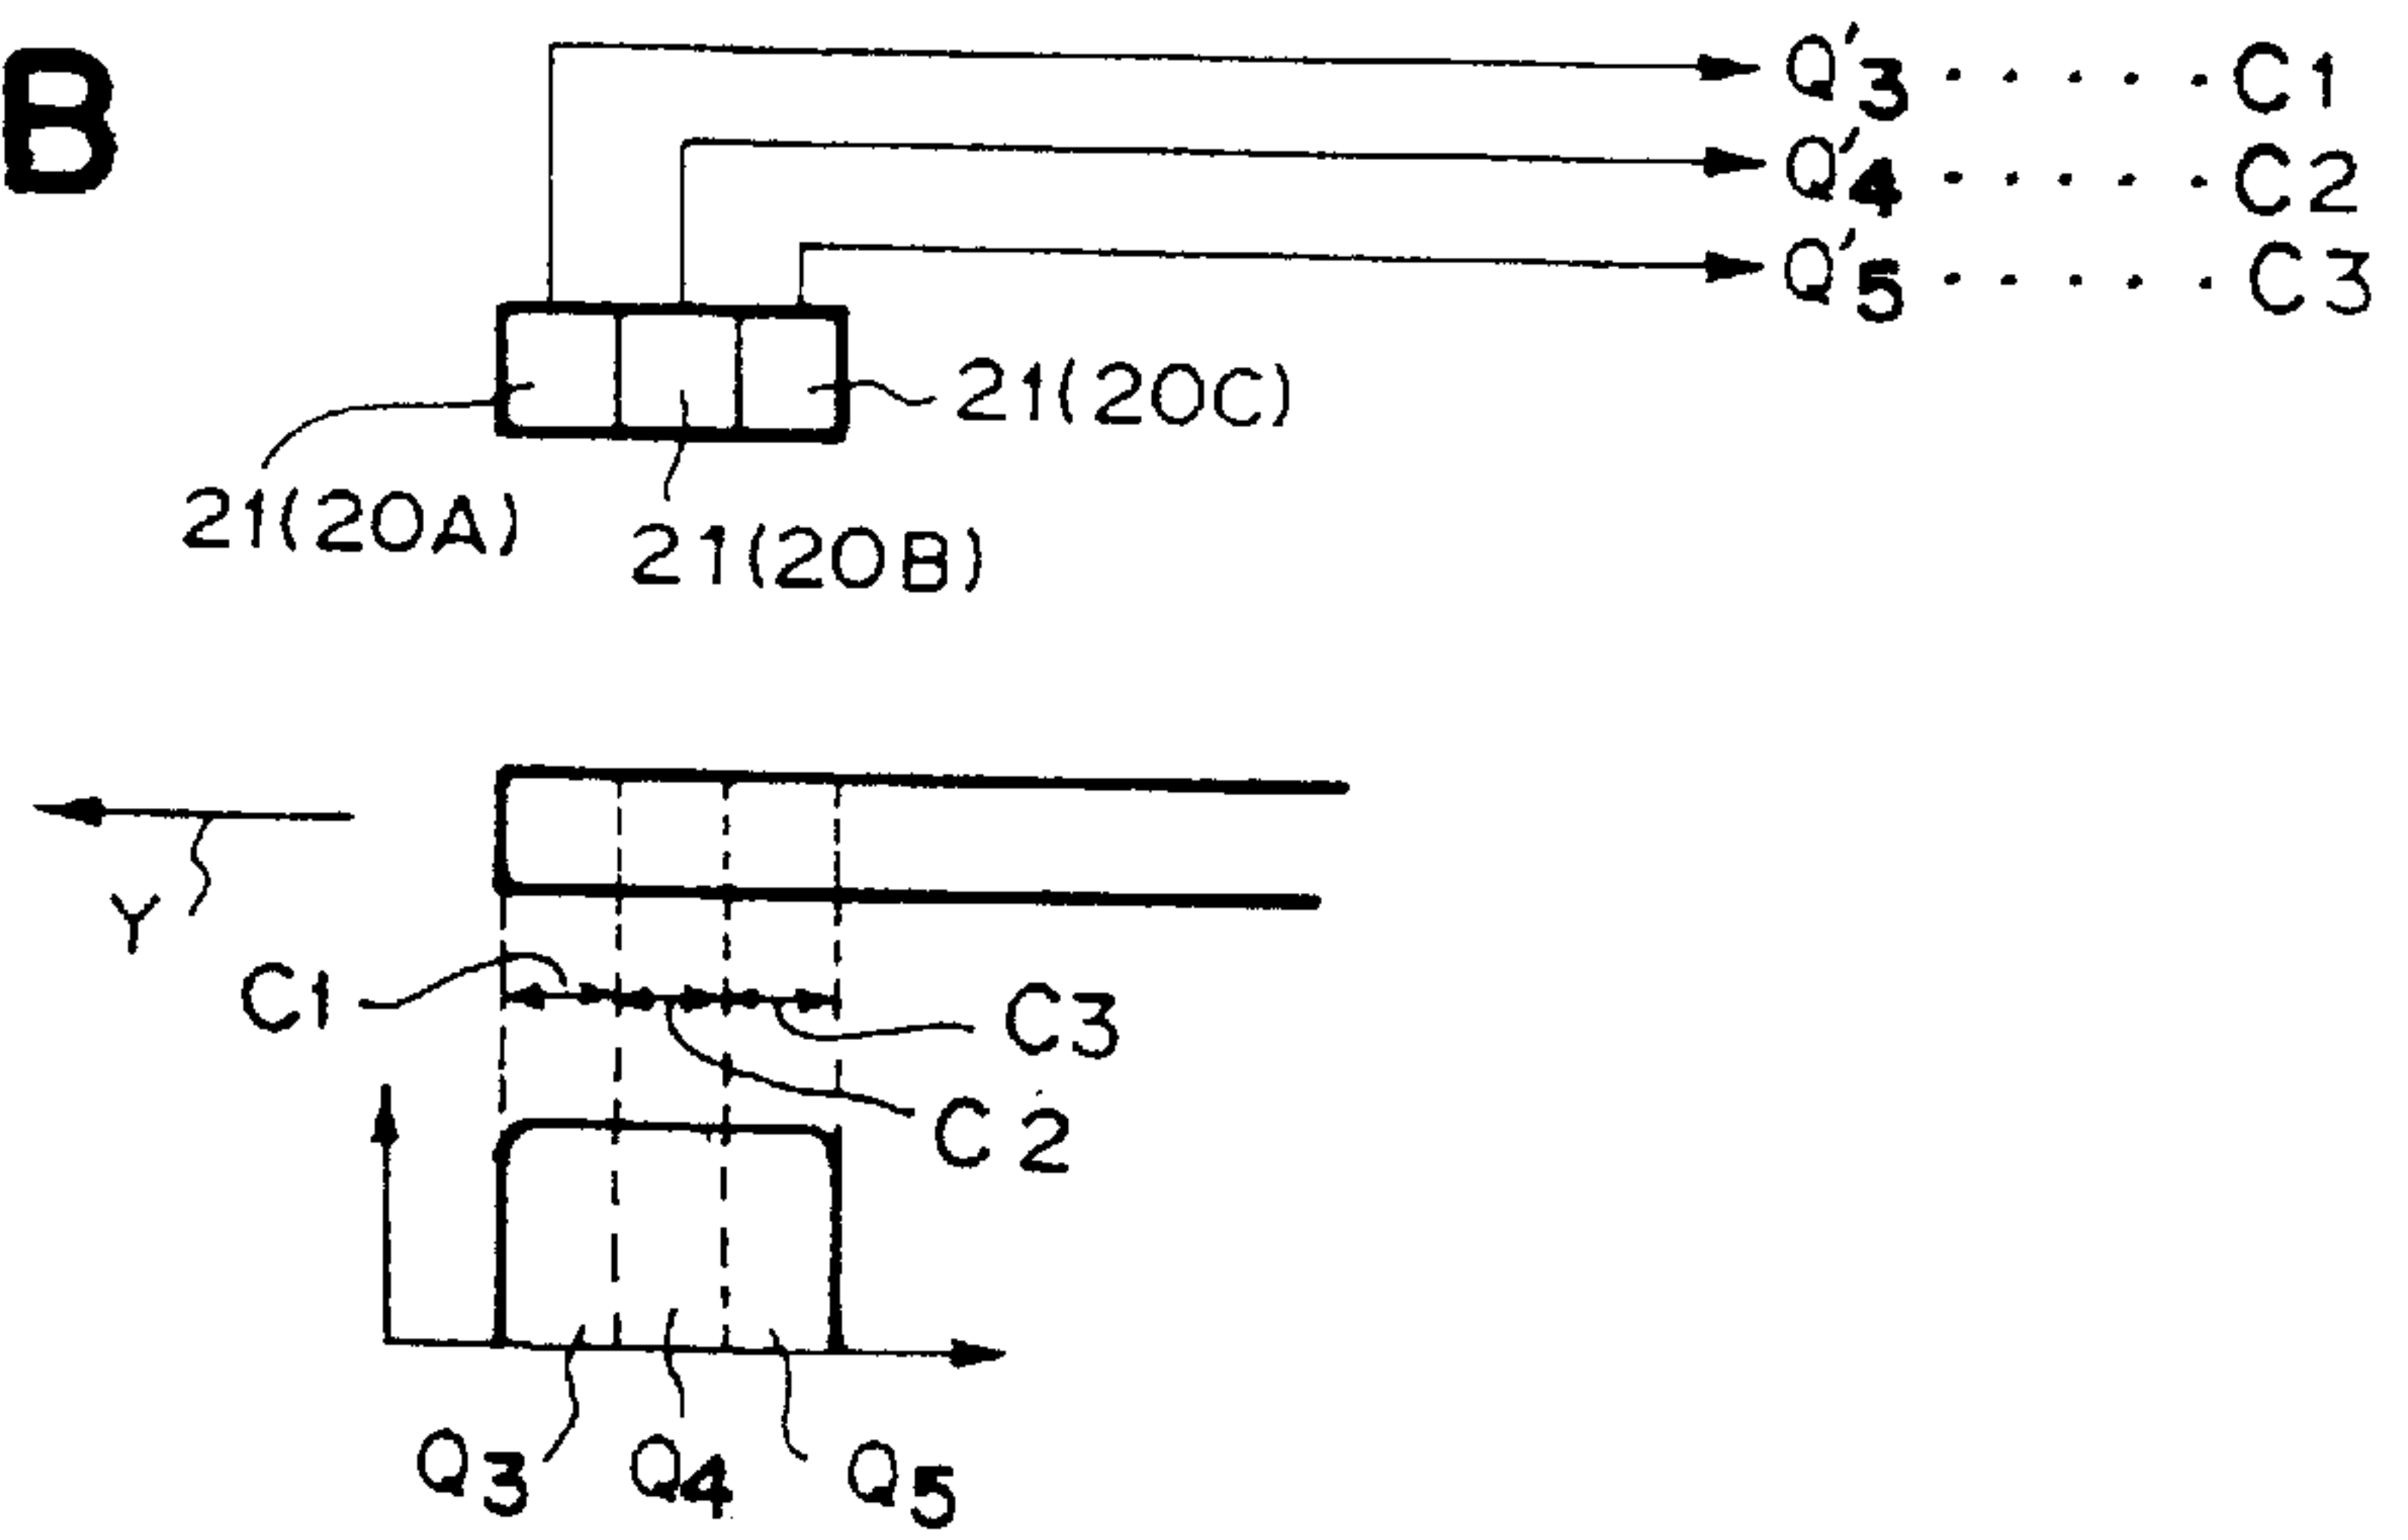 B
Q'3 · · · · · C1
Q'4 · · · · · C2
Q'5 · · · · · C3
21(20C)
21(20A)
21(20B)
Y
C1
C3
C2
Q3 Q4 Q5